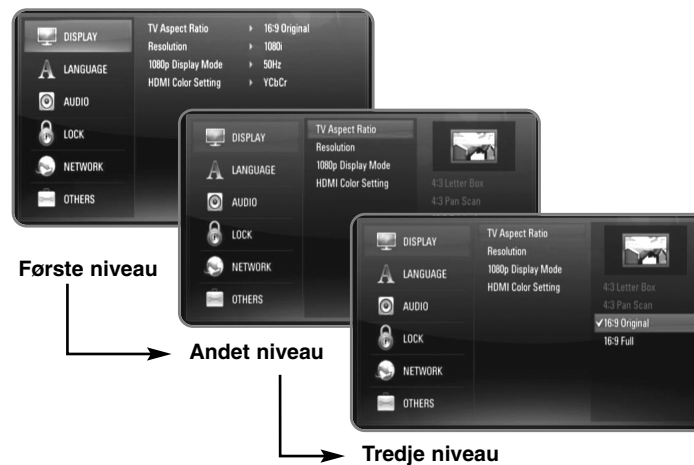 DISPLAY
LANGUAGE
AUDIO
LOCK
NETWORK
OTHERS
TV Aspect Ratio 16:9 Original
Resolution 1080i
1080p Display Mode 50Hz
HDMI Color Setting YCbCr
Første niveau
DISPLAY
LANGUAGE
AUDIO
LOCK
NETWORK
OTHERS
TV Aspect Ratio
Resolution
1080p Display Mode
HDMI Color Setting
4:3 Letter Box
4:3 Pan Scan
Andet niveau
DISPLAY
LANGUAGE
AUDIO
LOCK
NETWORK
OTHERS
TV Aspect Ratio
Resolution
1080p Display Mode
HDMI Color Setting
4:3 Letter Box
4:3 Pan Scan
✓16:9 Original
16:9 Full
Tredje niveau